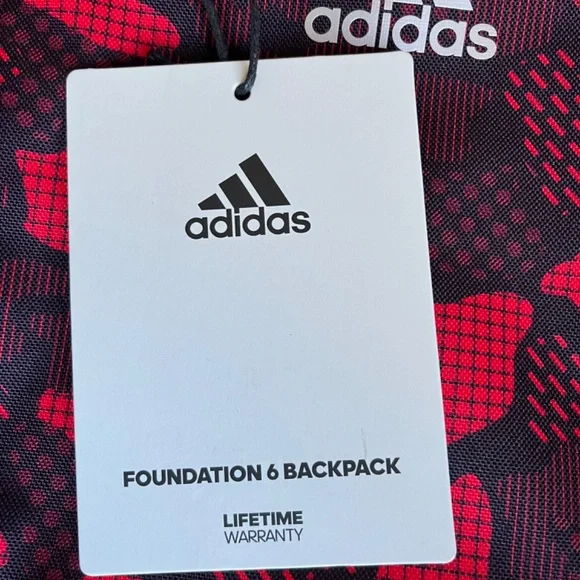 adidas
adidas
FOUNDATION 6 BACKPACK
LIFETIME
WARRANTY